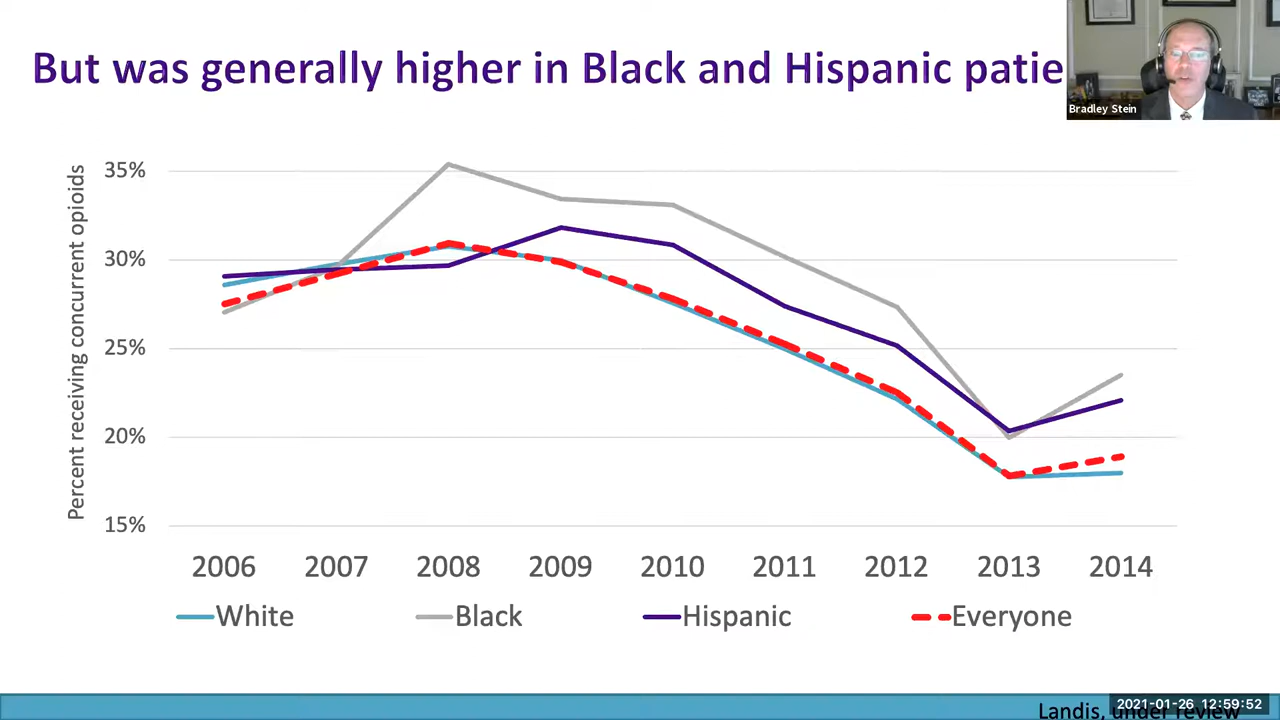 But was generally higher in Black and Hispanic patie
Bradley Stein
Percent receiving concurrent opioids
35%
30%
25%
20%
15%
2006 2007 2008 2009 2010 2011 2012 2013 2014
White Black Hispanic Everyone
2021-01-26 12:59:52
Landis, under review